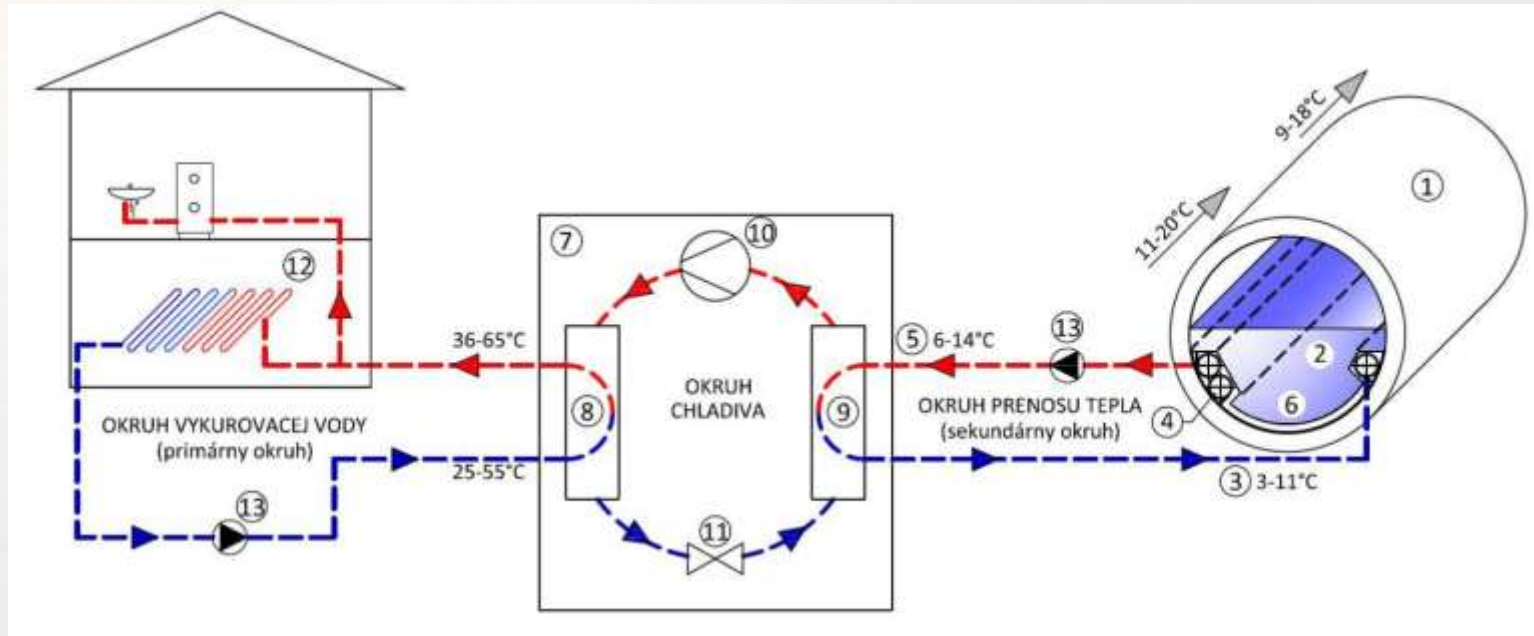 9-18°C
1
11-20°C
7
10
12
36-65°C
5 6-14°C
13
2
OKRUH
CHLADIVA
8
9
OKRUH VYKUROVACEJ VODY
(primárny okruh)
OKRUH PRENOSU TEPLA
(sekundárny okruh)
4
6
25-55°C
3 3-11°C
13
11